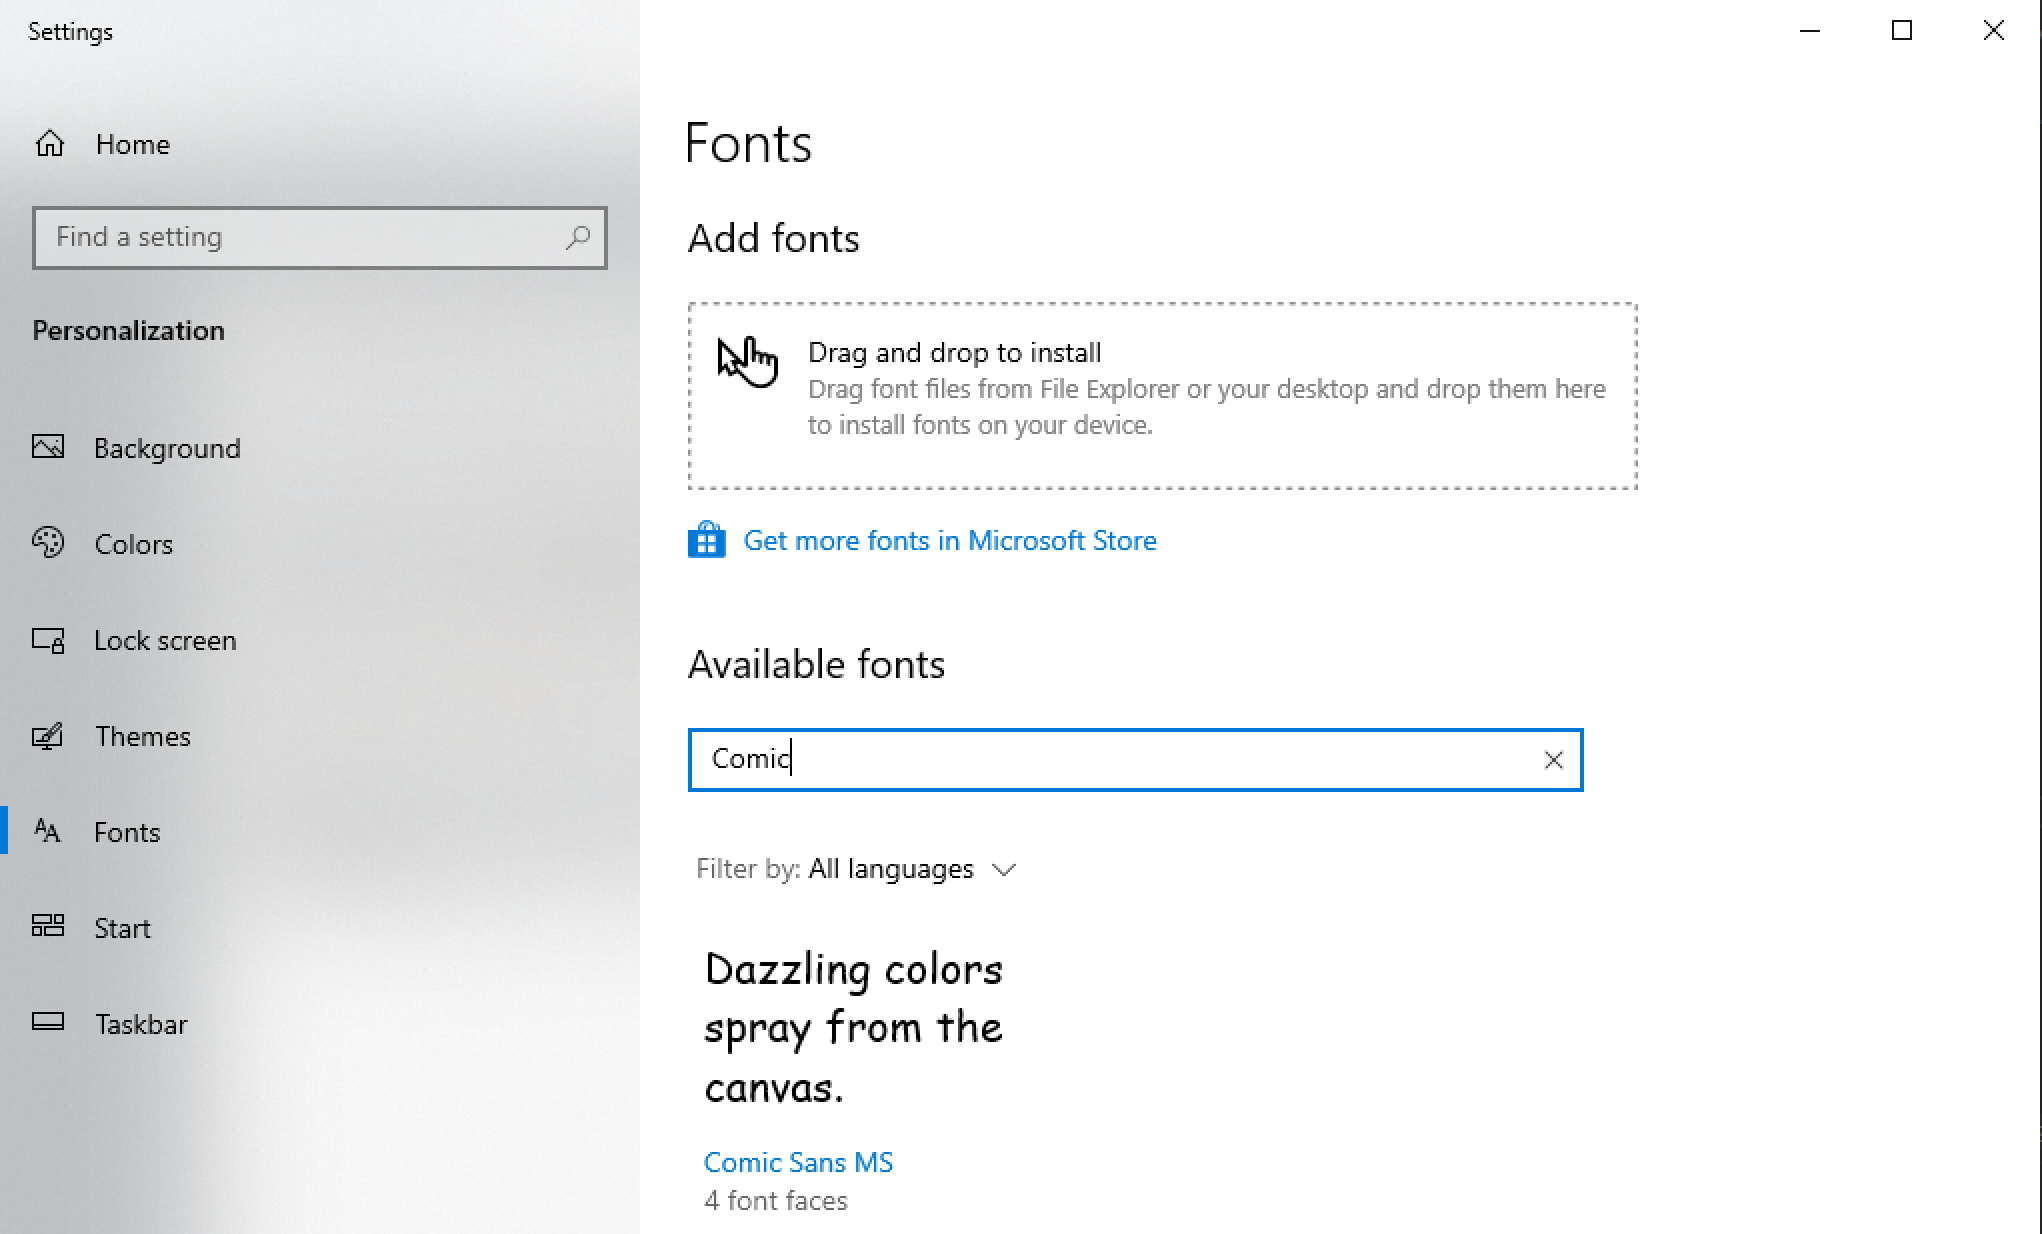 Settings
Home
Find a setting
Personalization
Background
Colors
Lock screen
Themes
Fonts
Start
Taskbar
Fonts
Add fonts
Drag and drop to install
Drag font files from File Explorer or your desktop and drop them here
to install fonts on your device.
Get more fonts in Microsoft Store
Available fonts
Comic
Filter by: All languages
Dazzling colors
spray from the
canvas.
Comic Sans MS
4 font faces